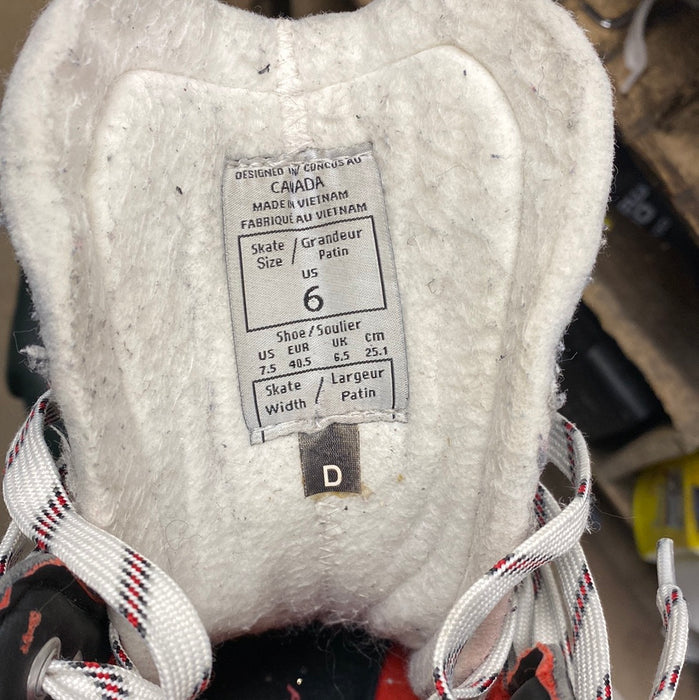 DESIGNED IN/ CONÇUS AU
CANADA
MADE IN VIETNAM
FABRIQUÉ AU VIETNAM
Skate / Grandeur
Size / Patin
US
6
Shoe/Soulier
US EUR UK cm
7.5 40.5 6.5 25.1
Skate / Largeur
Width / Patin
D